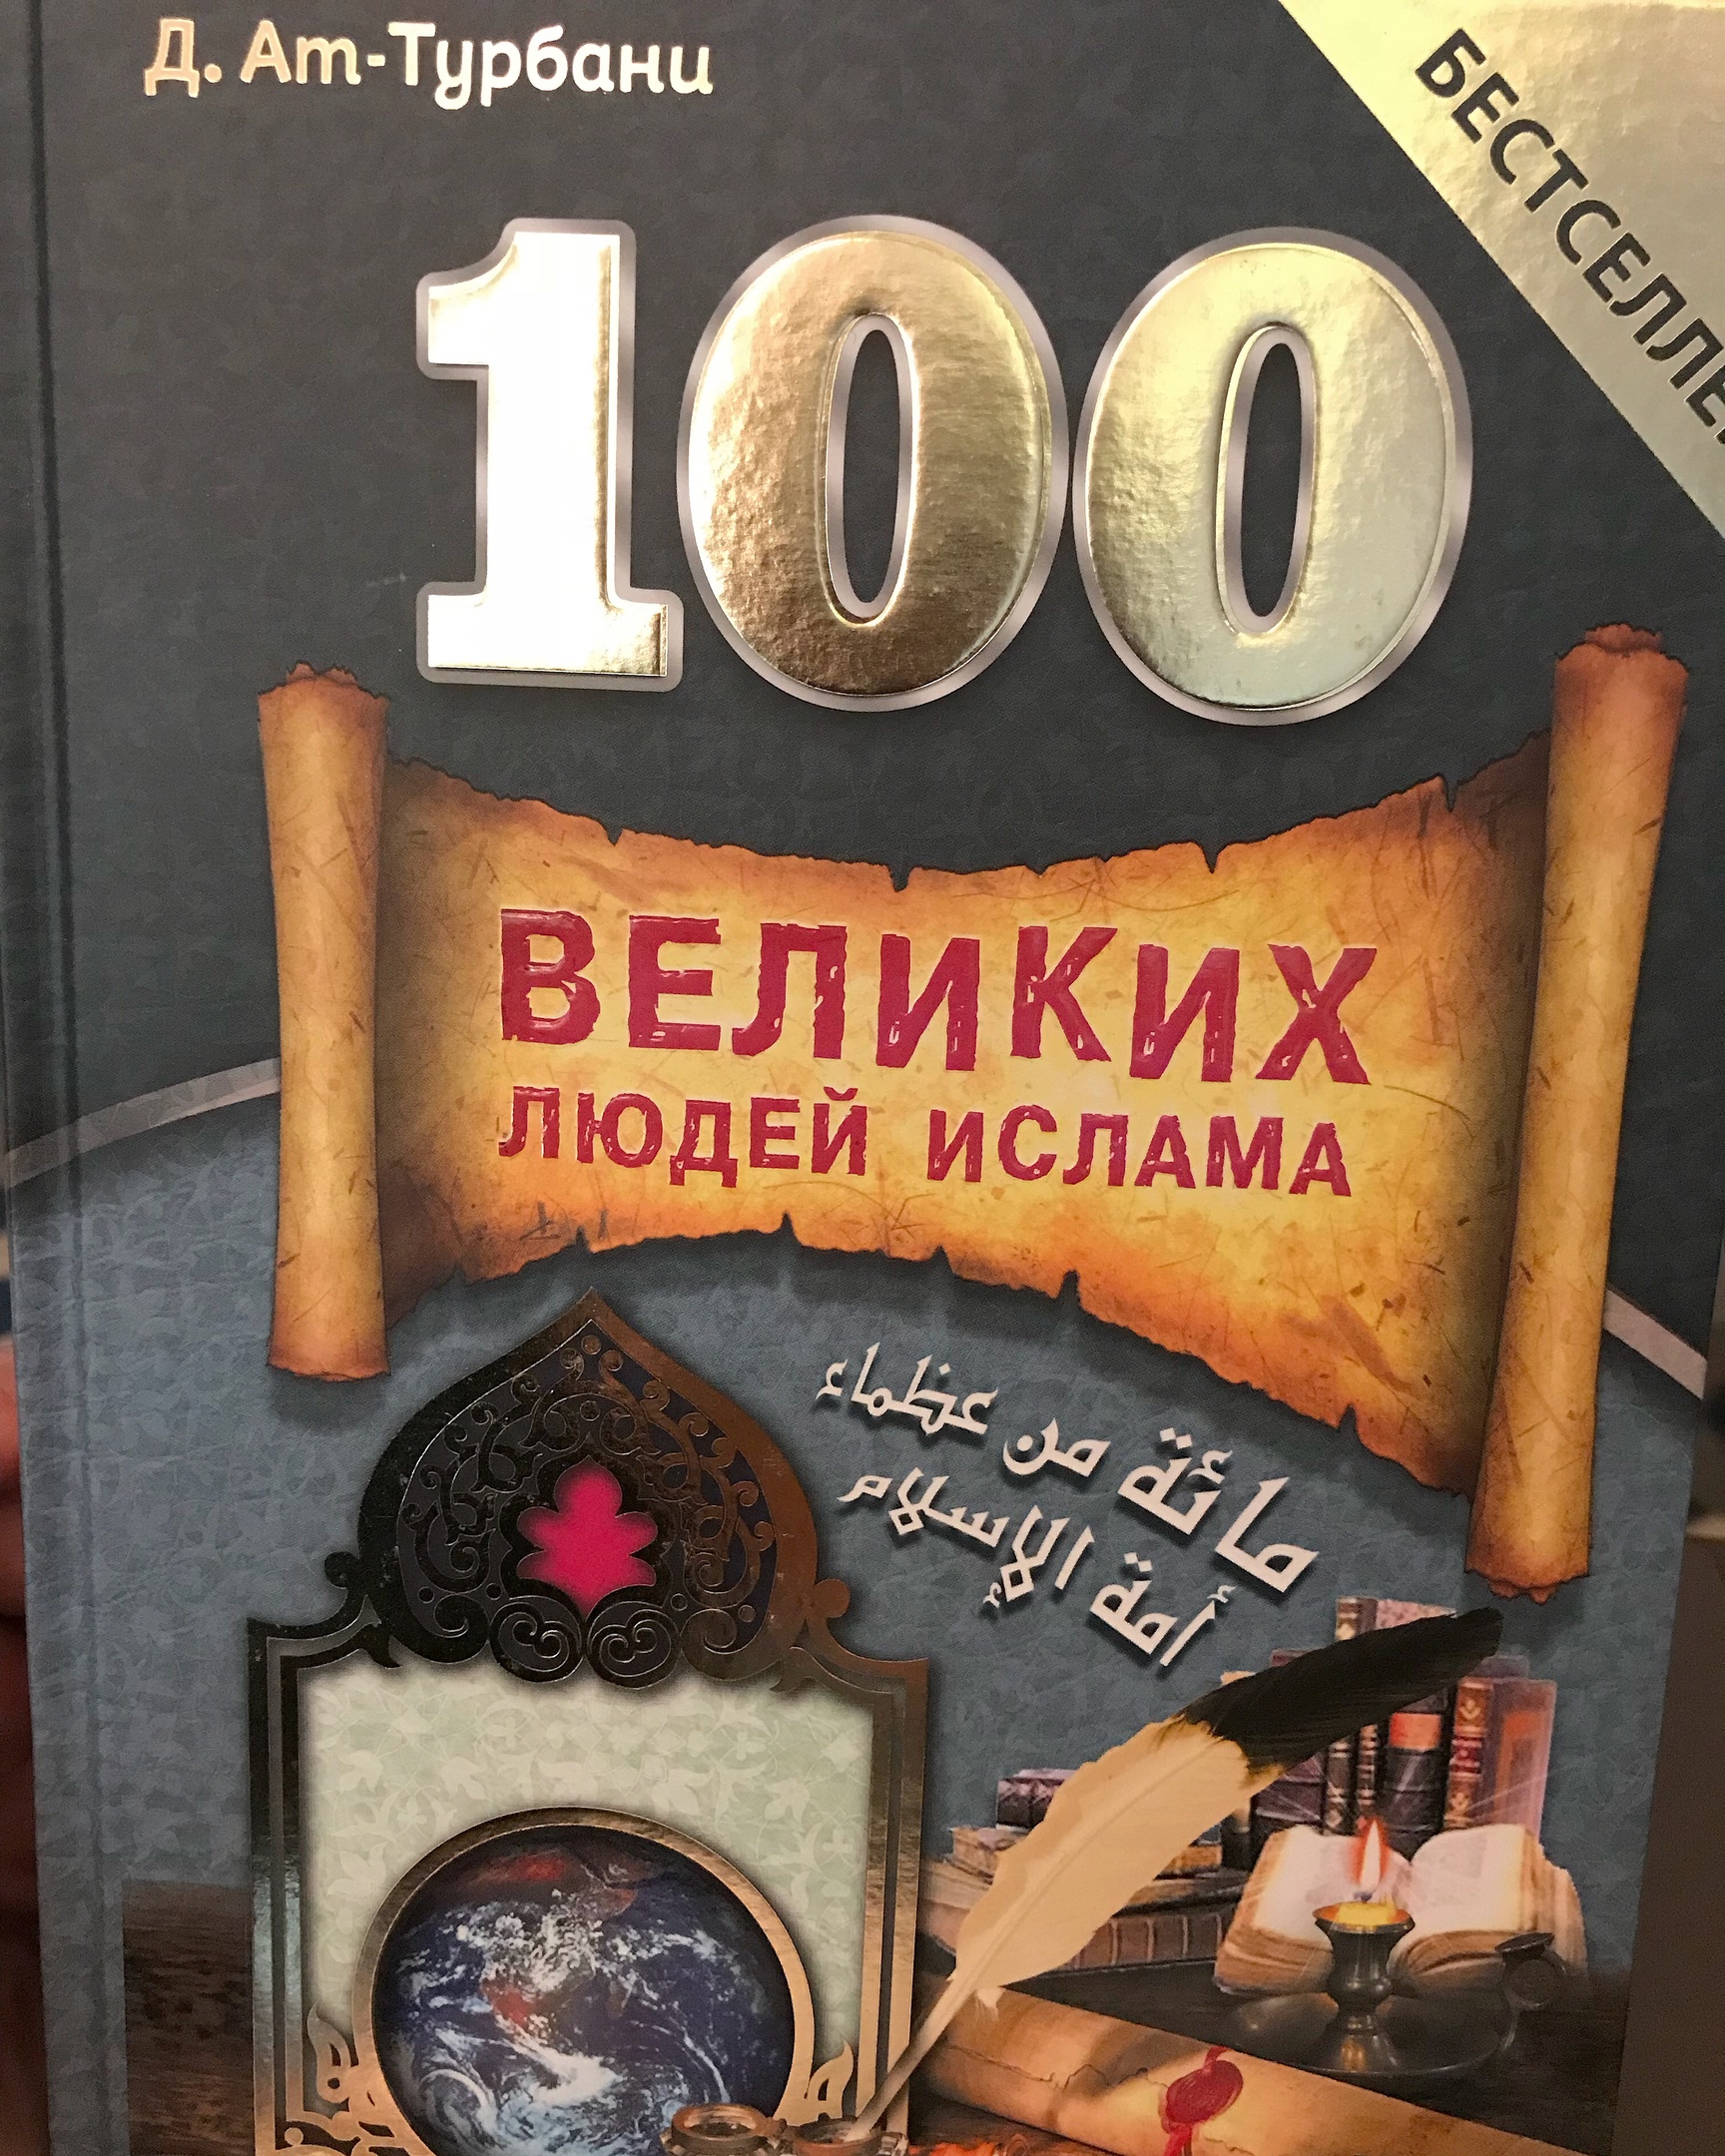 Д. Ат-Турбани
БЕСТСЕЛЛЕ
100
ВЕЛИКИХ
ЛЮДЕЙ ИСЛАМА
مائة من عظماء
أمة الإسلام